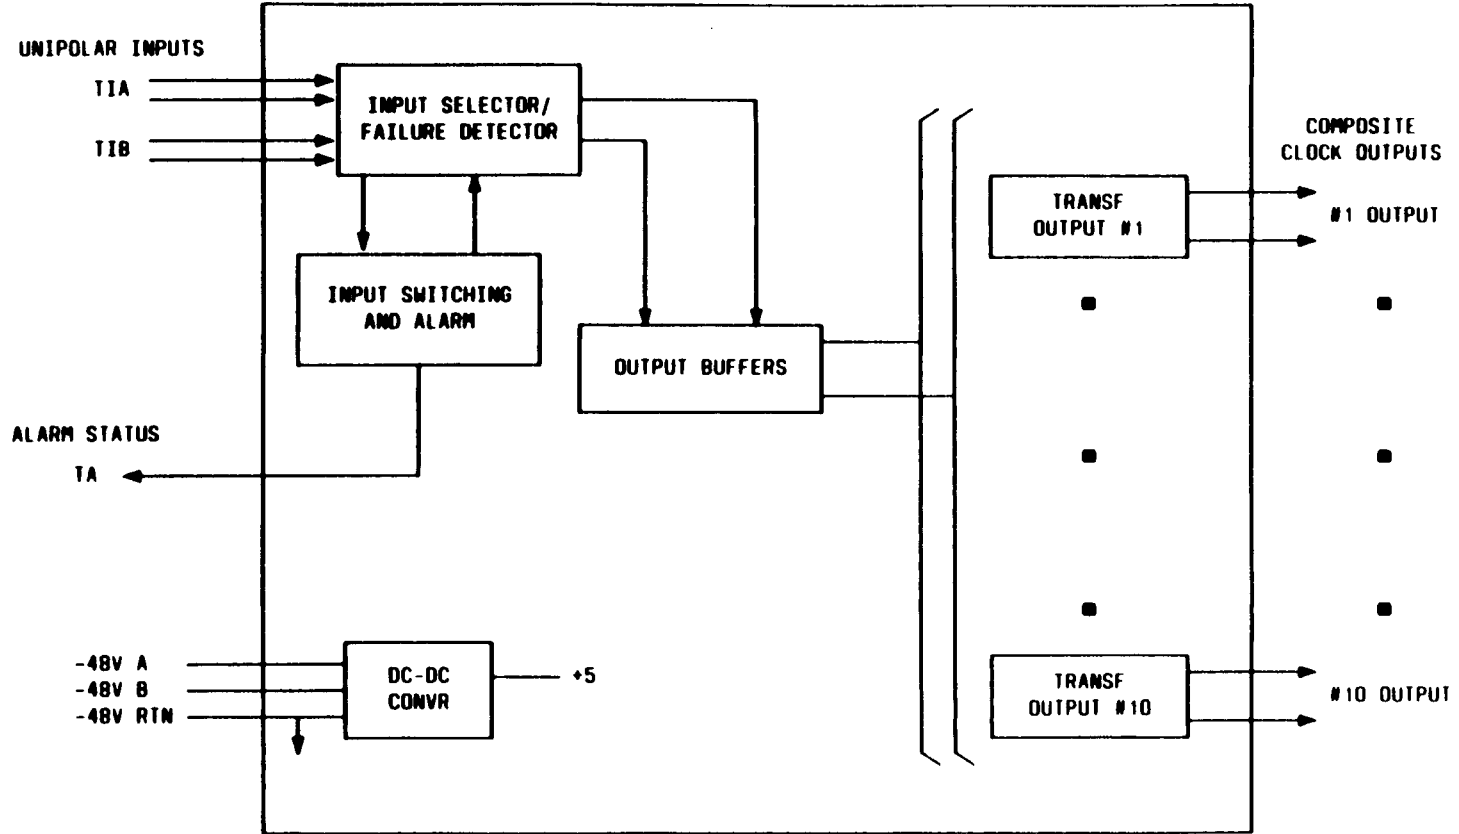 UNIPOLAR INPUTS
TIA
TIB
INPUT SELECTOR/
FAILURE DETECTOR
INPUT SWITCHING
AND ALARM
OUTPUT BUFFERS
ALARM STATUS
TA
-48V A
-48V B
-48V RTN
DC-DC
CONVR
+5
TRANSF
OUTPUT #1
COMPOSITE
CLOCK OUTPUTS
#1 OUTPUT
TRANSF
OUTPUT #10
#10 OUTPUT